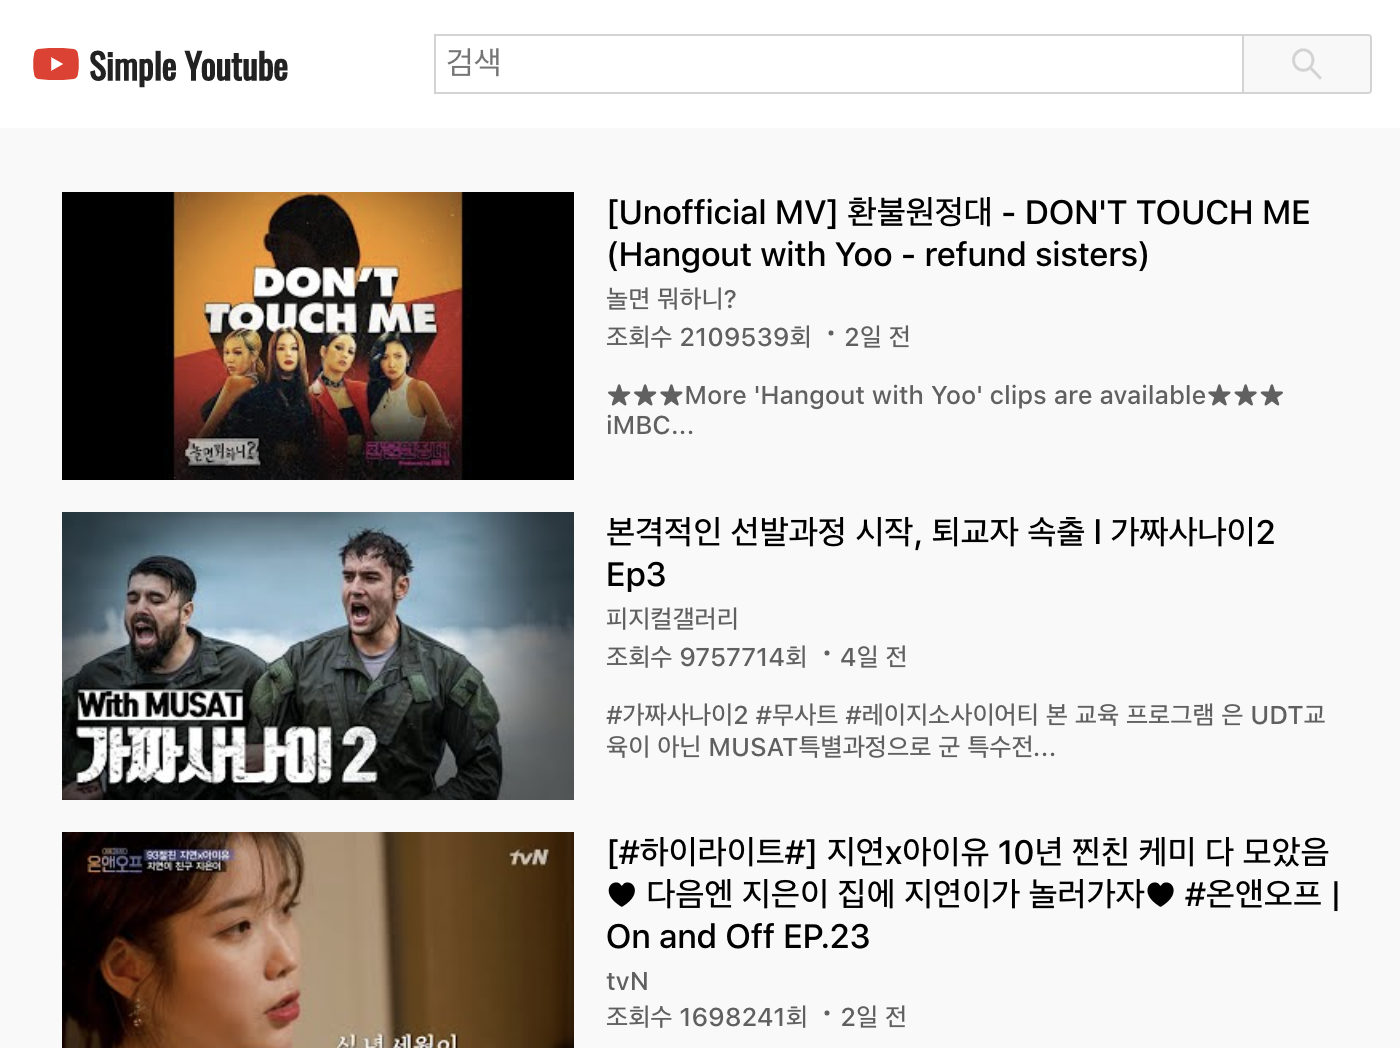 Simple Youtube
검색
DON'T
TOUCH ME
놀면뭐하니?
환불원정대
[Unofficial MV] 환불원정대 - DON'T TOUCH ME
(Hangout with Yoo - refund sisters)
놀면 뭐하니?
조회수 2109539회 ・2일 전
★★★More 'Hangout with Yoo' clips are available★★★
iMBC...
With MUSAT
가짜사나이2
본격적인 선발과정 시작, 퇴교자 속출 l 가짜사나이2
Ep3
피지컬갤러리
조회수 9757714회 ・4일 전
#가짜사나이2 #무사트 #레이지소사이어티 본 교육 프로그램 은 UDT교
육이 아닌 MUSAT특별과정으로 군 특수전...
온앤오프
93절친 지연x아이유
지연이 친구 지은이
tvN
십 년 세월이
[#하이라이트#] 지연x아이유 10년 찐친 케미 다 모았음
♥ 다음엔 지은이 집에 지연이가 놀러가자♥ #온앤오프 |
On and Off EP.23
tvN
조회수 1698241회 ・2일 전